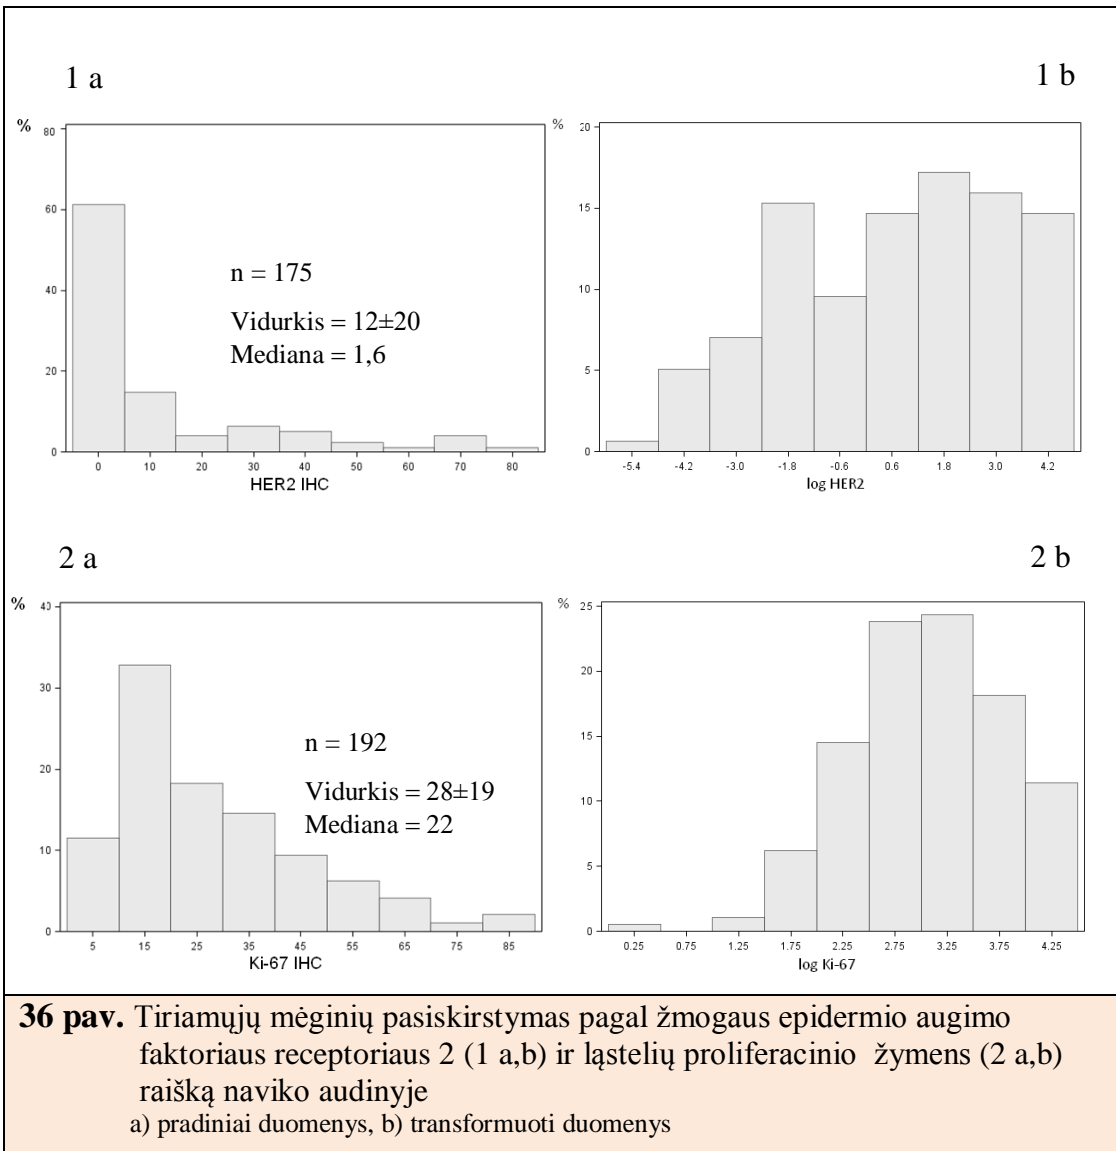 1 a
1 b
%
80
60
40
20
0
n = 175
Vidurkis = 12±20
Mediana = 1,6
0 10 20 30 40 50 60 70 80
HER2 IHC
%
20
15
10
5
0
-5.4 -4.2 -3.0 -1.8 -0.6 0.6 1.8 3.0 4.2
log HER2
2 a
2 b
%
40
30
20
10
0
n = 192
Vidurkis = 28±19
Mediana = 22
5 15 25 35 45 55 65 75 85
Ki-67 IHC
%
25
20
15
10
5
0
0.25 0.75 1.25 1.75 2.25 2.75 3.25 3.75 4.25
log Ki-67
36 pav. Tiriamųjų mėginių pasiskirstymas pagal žmogaus epidermio augimo
faktoriaus receptoriaus 2 (1 a,b) ir ląstelių proliferacinio žymens (2 a,b)
raišką naviko audinyje
a) pradiniai duomenys, b) transformuoti duomenys